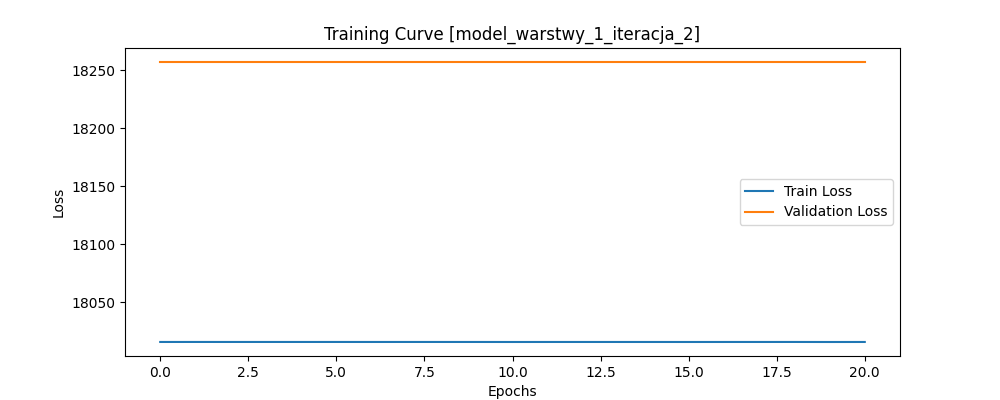 Training Curve [model_warstwy_1_iteracja_2]
18250
18200
18150
18100
18050
Loss
Train Loss
Validation Loss
0.0 2.5 5.0 7.5 10.0 12.5 15.0 17.5 20.0
Epochs